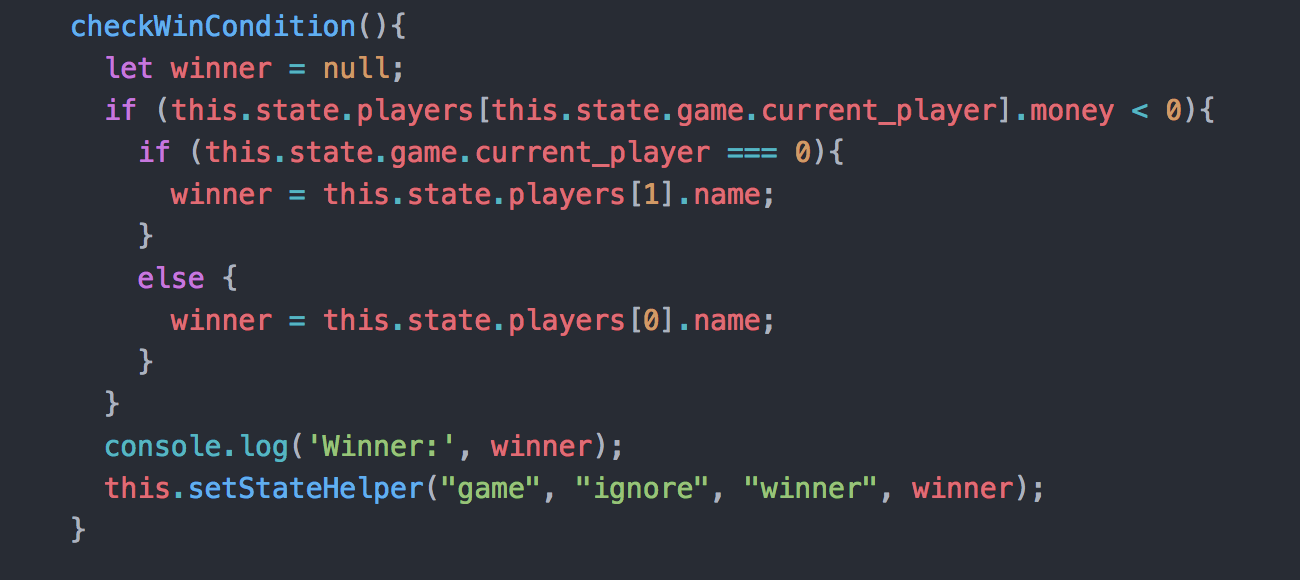 checkWinCondition(){
  let winner = null;
  if (this.state.players[this.state.game.current_player].money < 0){
    if (this.state.game.current_player === 0){
      winner = this.state.players[1].name;
    }
    else {
      winner = this.state.players[0].name;
    }
  }
  console.log('Winner:', winner);
  this.setStateHelper("game", "ignore", "winner", winner);
}